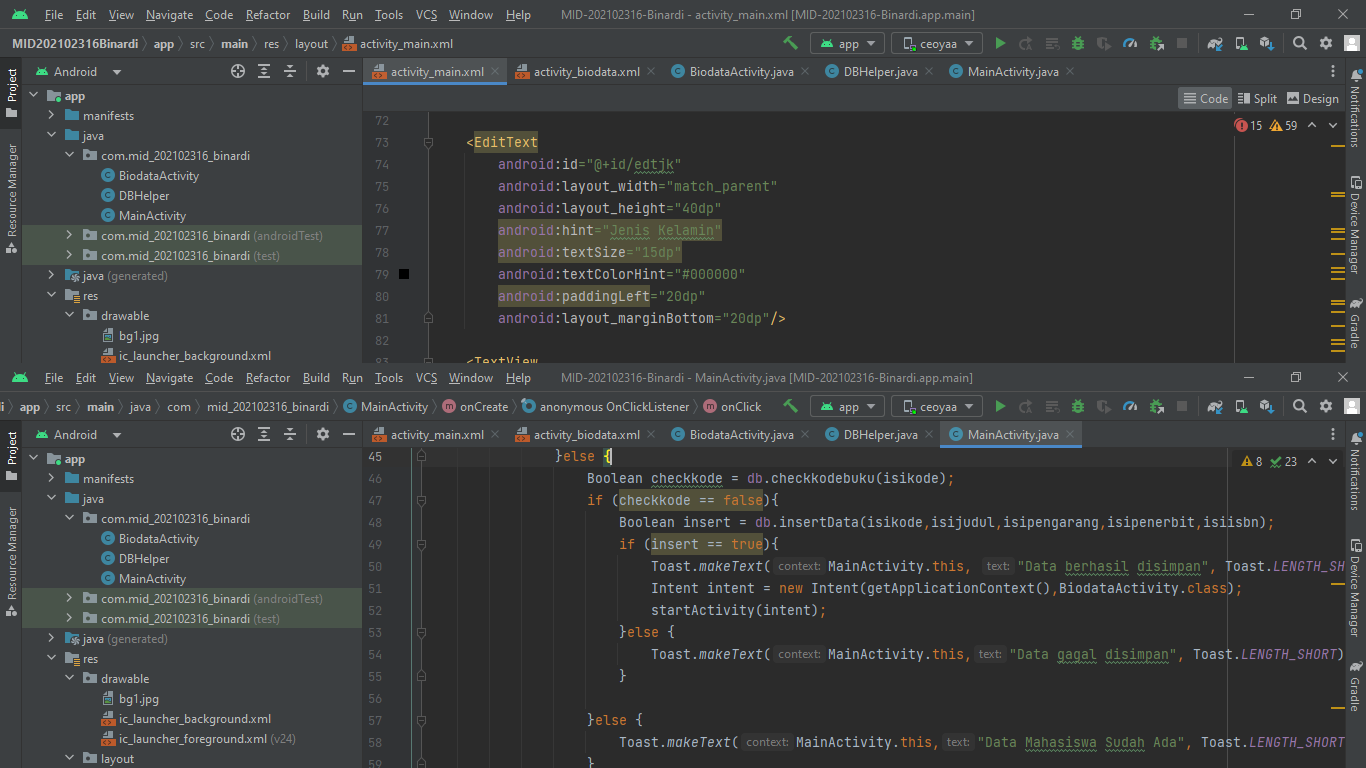 File Edit View Navigate Code Refactor Build Run Tools VCS Window Help MID-202102316-Binardi - activity_main.xml [MID-202102316-Binardi.app.main]
MID202102316Binardi app src main res layout activity_main.xml app ceoyaa
Android activity_main.xml activity_biodata.xml BiodataActivity.java DBHelper.java MainActivity.java
Code Split Design
Project
Resource Manager
app
manifests
java
com.mid_202102316_binardi
BiodataActivity
DBHelper
MainActivity
com.mid_202102316_binardi (androidTest)
com.mid_202102316_binardi (test)
java (generated)
res
drawable
bg1.jpg
ic_launcher_background.xml
15 59
72
73 <EditText
74 android:id="@+id/edtjk"
75 android:layout_width="match_parent"
76 android:layout_height="40dp"
77 android:hint="Jenis Kelamin"
78 android:textSize="15dp"
79 android:textColorHint="#000000"
80 android:paddingLeft="20dp"
81 android:layout_marginBottom="20dp"/>
82
83 <TextView
Notifications
Device Manager
Gradle
File Edit View Navigate Code Refactor Build Run Tools VCS Window Help MID-202102316-Binardi - MainActivity.java [MID-202102316-Binardi.app.main]
app src main java com mid_202102316_binardi MainActivity onCreate anonymous OnClickListener onClick app ceoyaa
Android activity_main.xml activity_biodata.xml BiodataActivity.java DBHelper.java MainActivity.java
Project
Resource Manager
app
manifests
java
com.mid_202102316_binardi
BiodataActivity
DBHelper
MainActivity
com.mid_202102316_binardi (androidTest)
com.mid_202102316_binardi (test)
java (generated)
res
drawable
bg1.jpg
ic_launcher_background.xml
ic_launcher_foreground.xml (v24)
layout
8 23
45 }else {
46 Boolean checkkode = db.checkkodebuku(isikode);
47 if (checkkode == false){
48 Boolean insert = db.insertData(isikode,isijudul,isipengarang,isipenerbit,isiisbn);
49 if (insert == true){
50 Toast.makeText( context: MainActivity.this, text: "Data berhasil disimpan", Toast.LENGTH_SH
51 Intent intent = new Intent(getApplicationContext(),BiodataActivity.class);
52 startActivity(intent);
53 }else {
54 Toast.makeText( context: MainActivity.this, text: "Data gagal disimpan", Toast.LENGTH_SHORT)
55 }
56
57 }else {
58 Toast.makeText( context: MainActivity.this, text: "Data Mahasiswa Sudah Ada", Toast.LENGTH_SHORT
59 }
Notifications
Device Manager
Gradle